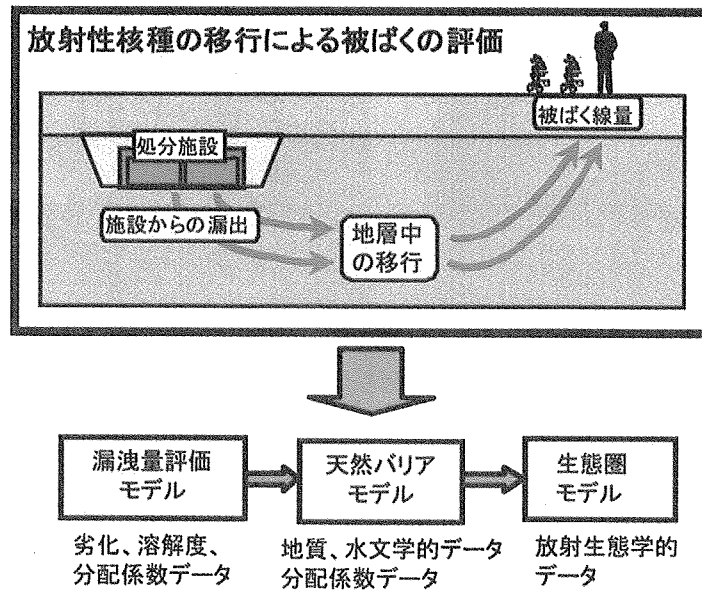 放射性核種の移行による被ばくの評価
被ばく線量
処分施設
施設からの漏出
地層中
の移行
漏洩量評価
モデル
天然バリア
モデル
生態圏
モデル
劣化、溶解度、
分配係数データ
地質、水文学的データ
分配係数データ
放射生態学的
データ